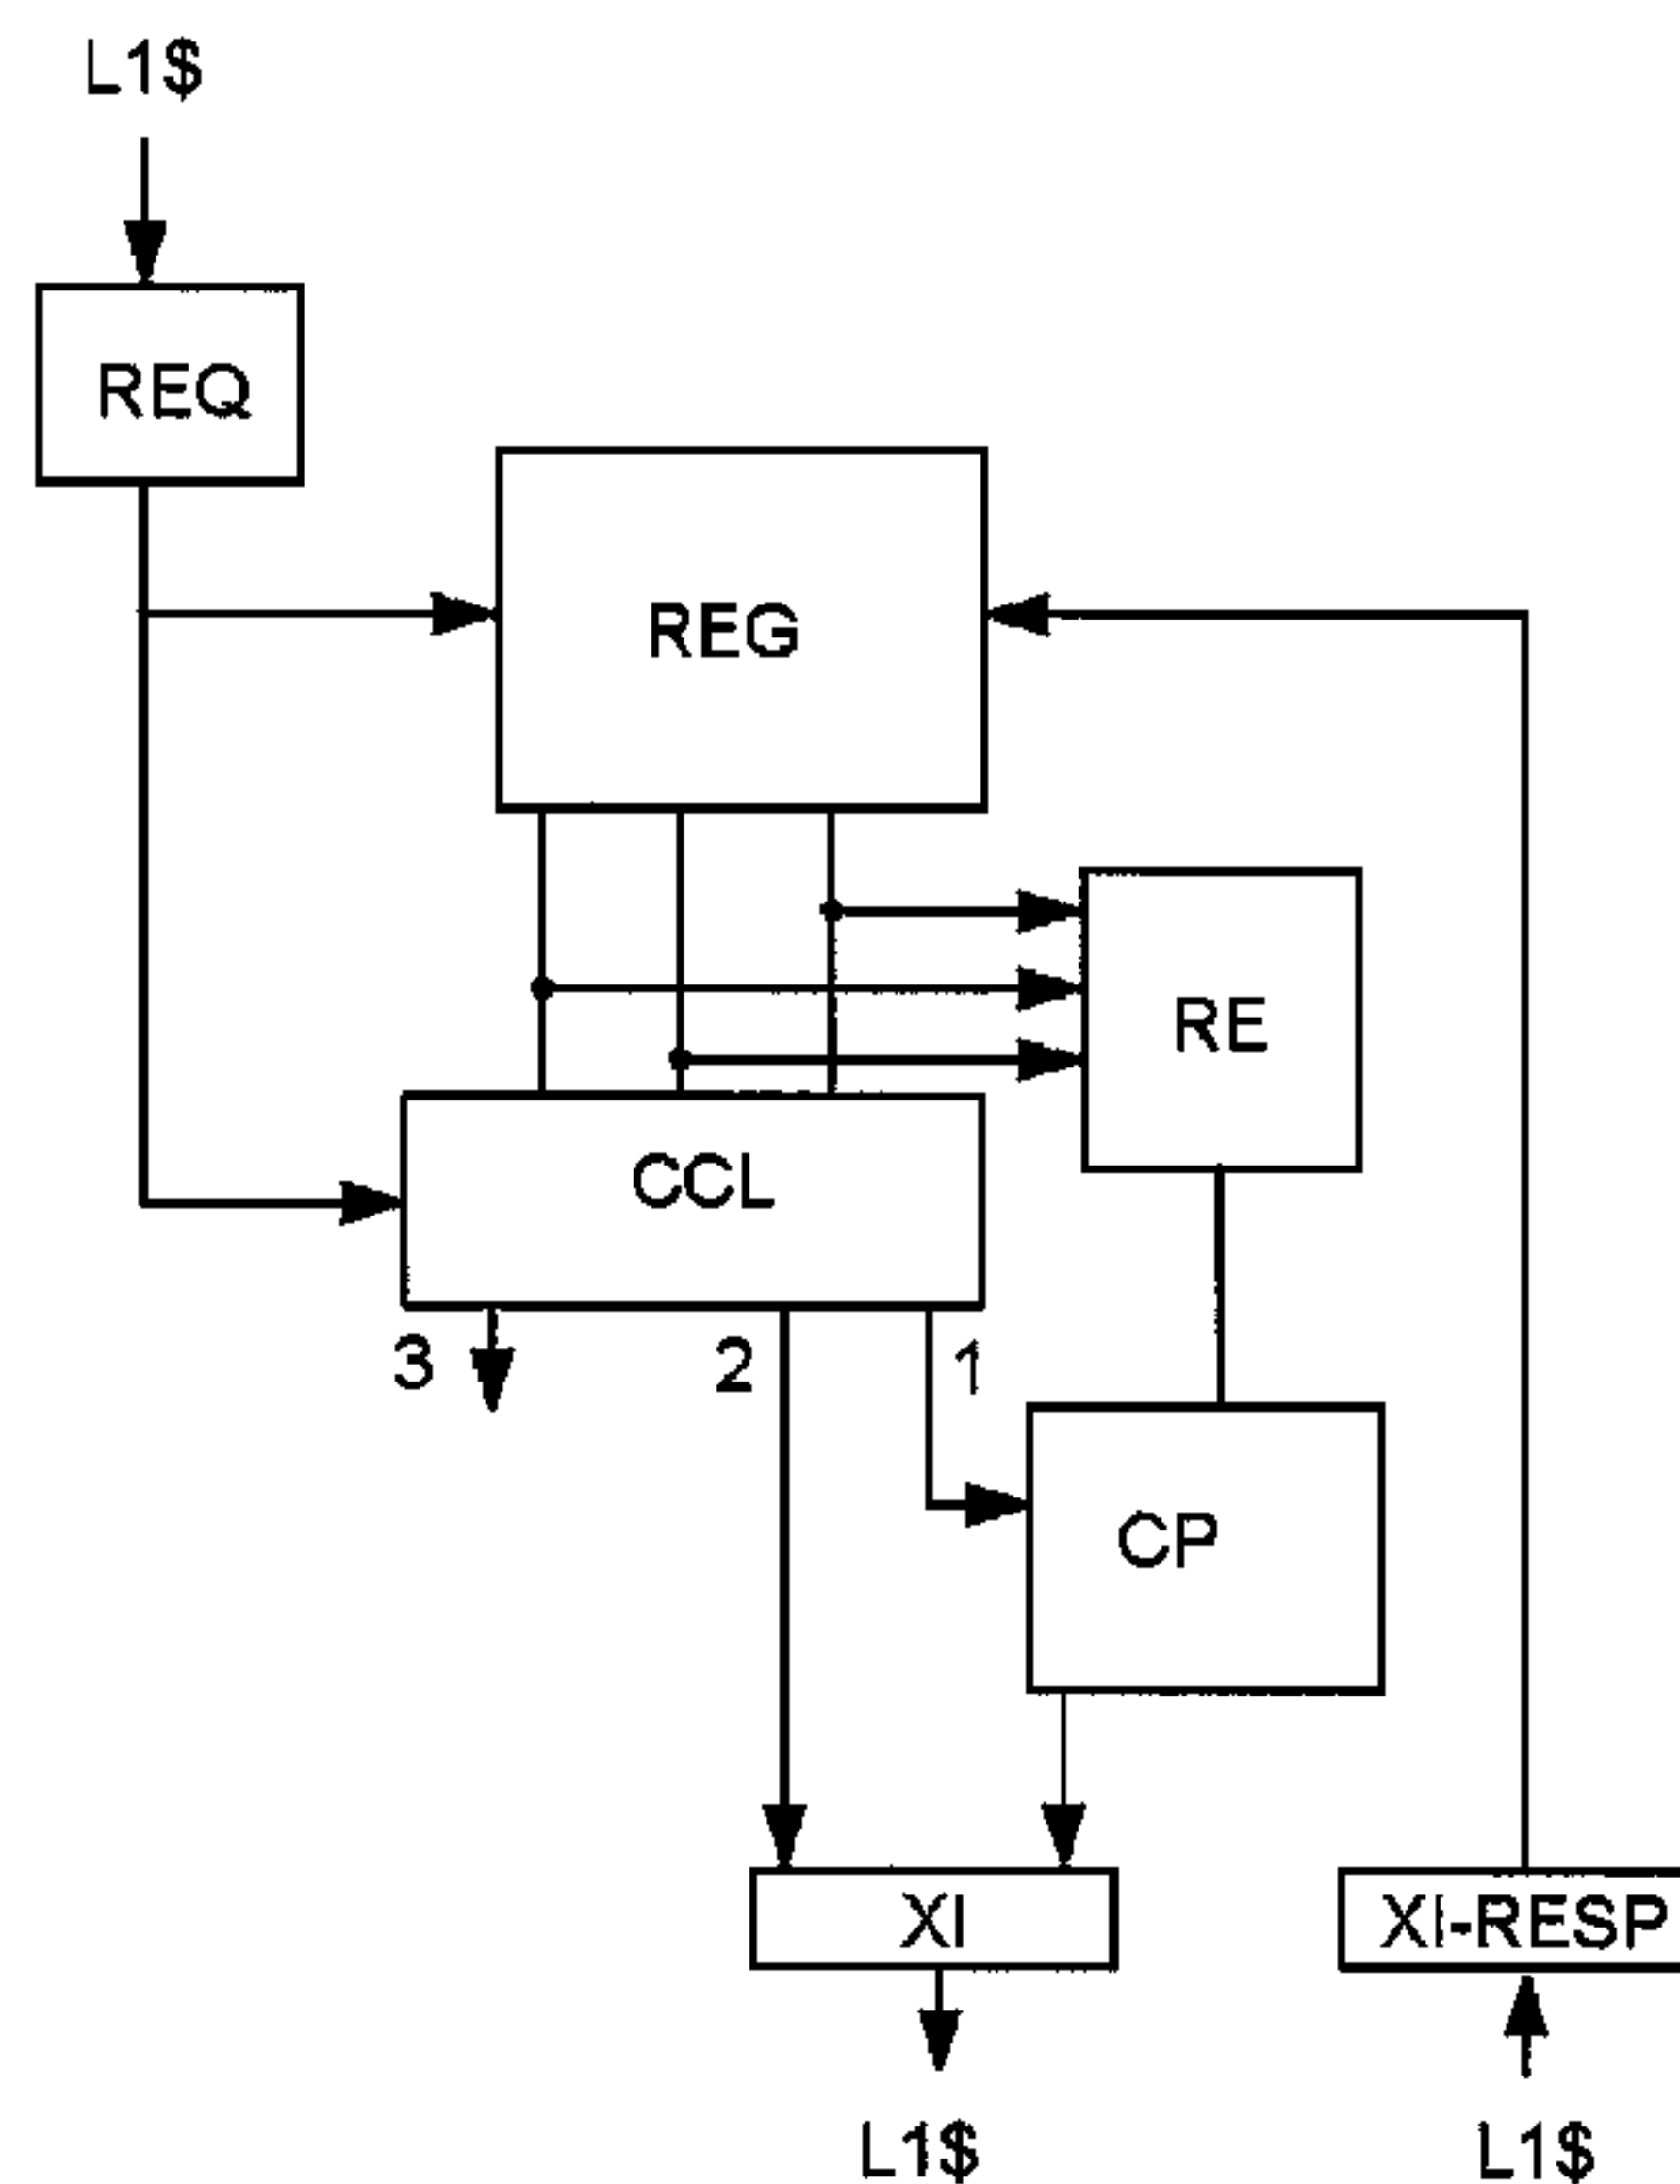 L1$
REQ
REG
RE
CCL
3 2 1
CP
XI XI-RESP
L1$ L1$